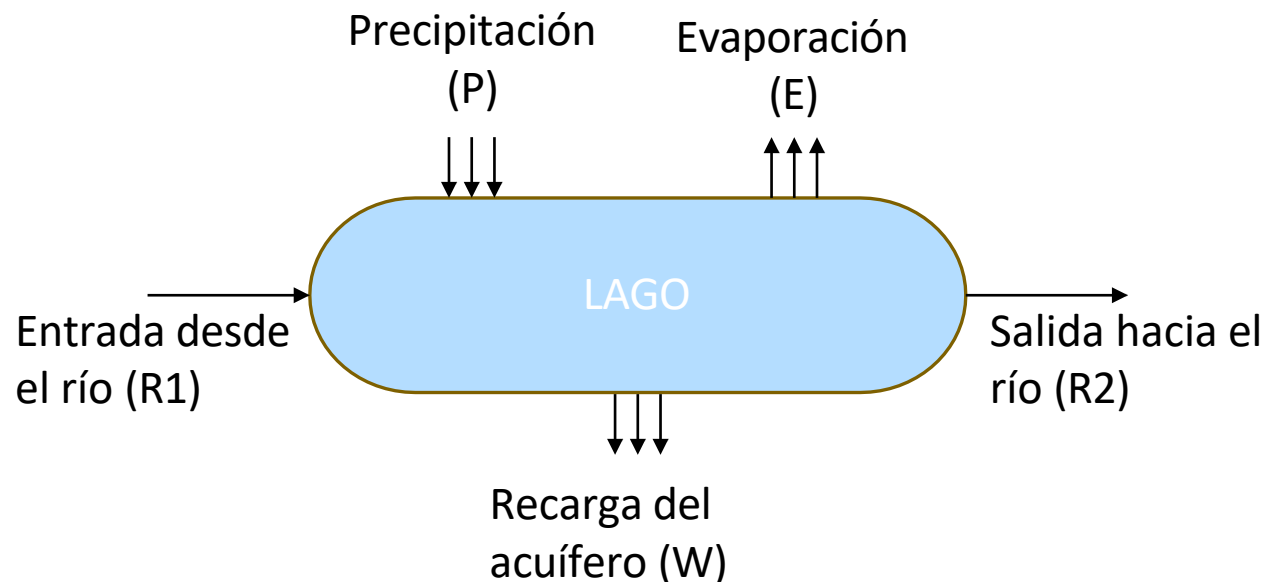 Precipitación
(P)
Evaporación
(E)
LAGO
Entrada desde
el río (R1)
Salida hacia el
río (R2)
Recarga del
acuífero (W)